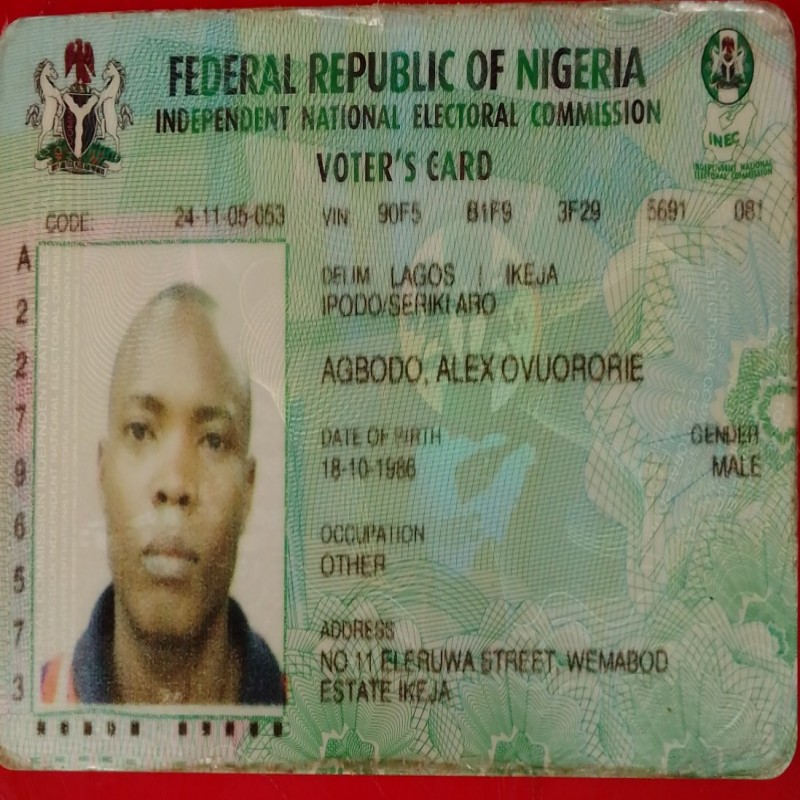 FEDERAL REPUBLIC OF NIGERIA
INDEPENDENT NATIONAL ELECTORAL COMMISSION
VOTER'S CARD
INEC
INDEPENDENT NATIONAL
ELECTORAL COMMISSION
CODE: 24-11-05-053 VIN 90F5 B1F9 3F29 5691 081
DELIM LAGOS | IKEJA
IPODO/SERIKI ARO
AGBODO, ALEX OVUORORIE
DATE OF BIRTH GENDER
18-10-1986 MALE
OCCUPATION
OTHER
ADDRESS
NO 11 ELERUWA STREET, WEMABOD
ESTATE IKEJA
A
2
2
7
9
6
5
7
3